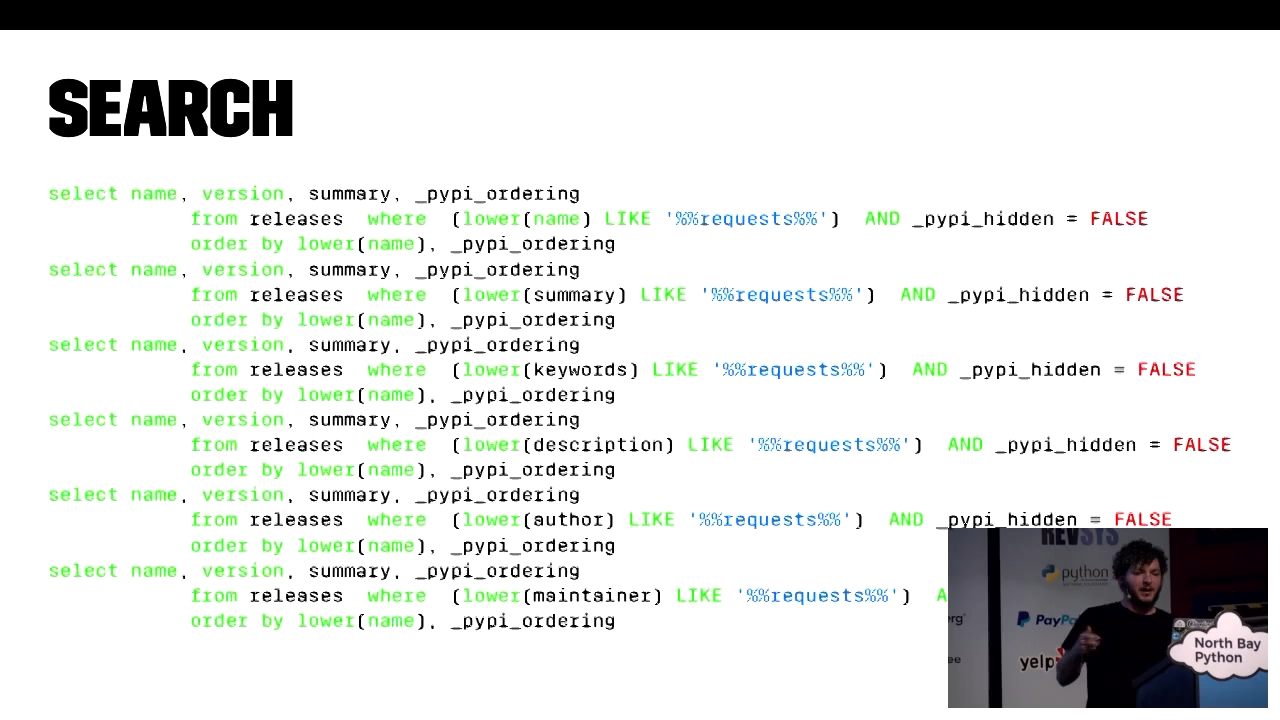 SEARCH
select name, version, summary, _pypi_ordering
from releases where (lower(name) LIKE '%%requests%%') AND _pypi_hidden = FALSE
order by lower(name), _pypi_ordering
select name, version, summary, _pypi_ordering
from releases where (lower(summary) LIKE '%%requests%%') AND _pypi_hidden = FALSE
order by lower(name), _pypi_ordering
select name, version, summary, _pypi_ordering
from releases where (lower(keywords) LIKE '%%requests%%') AND _pypi_hidden = FALSE
order by lower(name), _pypi_ordering
select name, version, summary, _pypi_ordering
from releases where (lower(description) LIKE '%%requests%%') AND _pypi_hidden = FALSE
order by lower(name), _pypi_ordering
select name, version, summary, _pypi_ordering
from releases where (lower(author) LIKE '%%requests%%') AND _pypi_hidden = FALSE
order by lower(name), _pypi_ordering
select name, version, summary, _pypi_ordering
from releases where (lower(maintainer) LIKE '%%requests%%')
order by lower(name), _pypi_ordering
REVSYS
python
PayPa
yelp
North Bay
Python